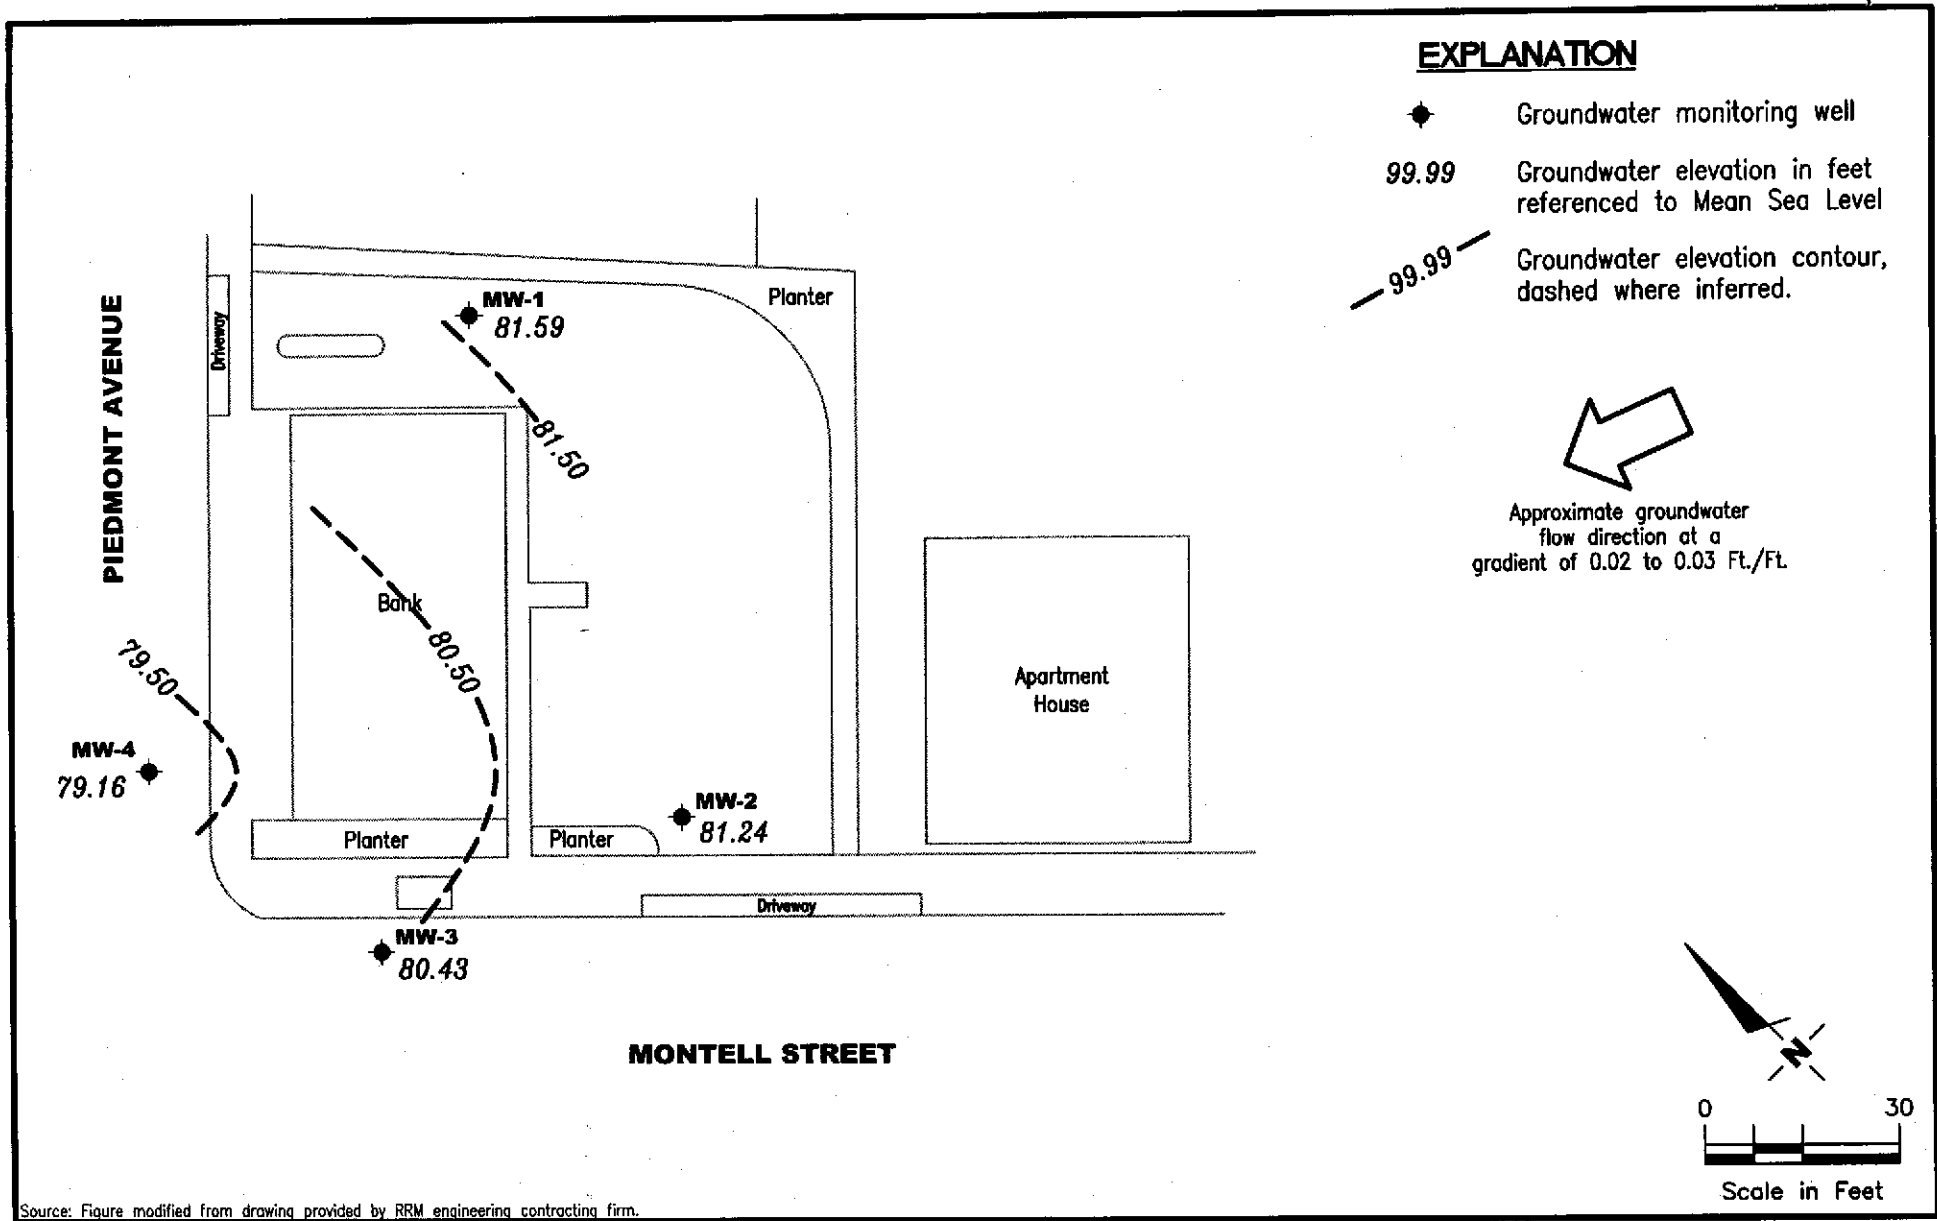 EXPLANATION
Groundwater monitoring well
99.99 Groundwater elevation in feet
referenced to Mean Sea Level
99.99 Groundwater elevation contour,
dashed where inferred.
Approximate groundwater
flow direction at a
gradient of 0.02 to 0.03 Ft./Ft.
PIEDMONT AVENUE
Driveway
MW-1
81.59
Planter
81.50
Bank
80.50
79.50
MW-4
79.16
Apartment
House
MW-2
81.24
Planter
Planter
Driveway
MW-3
80.43
MONTELL STREET
N
0 30
Scale in Feet
Source: Figure modified from drawing provided by RRM engineering contracting firm.